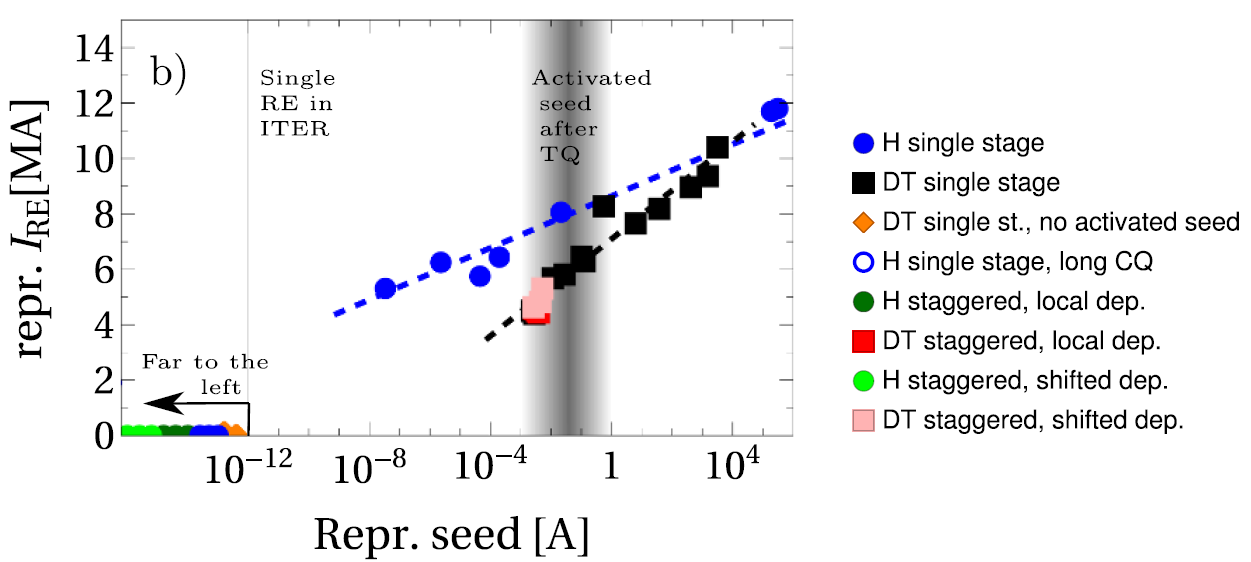 b)
Single
RE in
ITER
Activated
seed
after
TQ
Far to the
left
repr. I_RE[MA]
14
12
10
8
6
4
2
0
10^-12
10^-8
10^-4
1
10^4
Repr. seed [A]
H single stage
DT single stage
DT single st., no activated seed
H single stage, long CQ
H staggered, local dep.
DT staggered, local dep.
H staggered, shifted dep.
DT staggered, shifted dep.